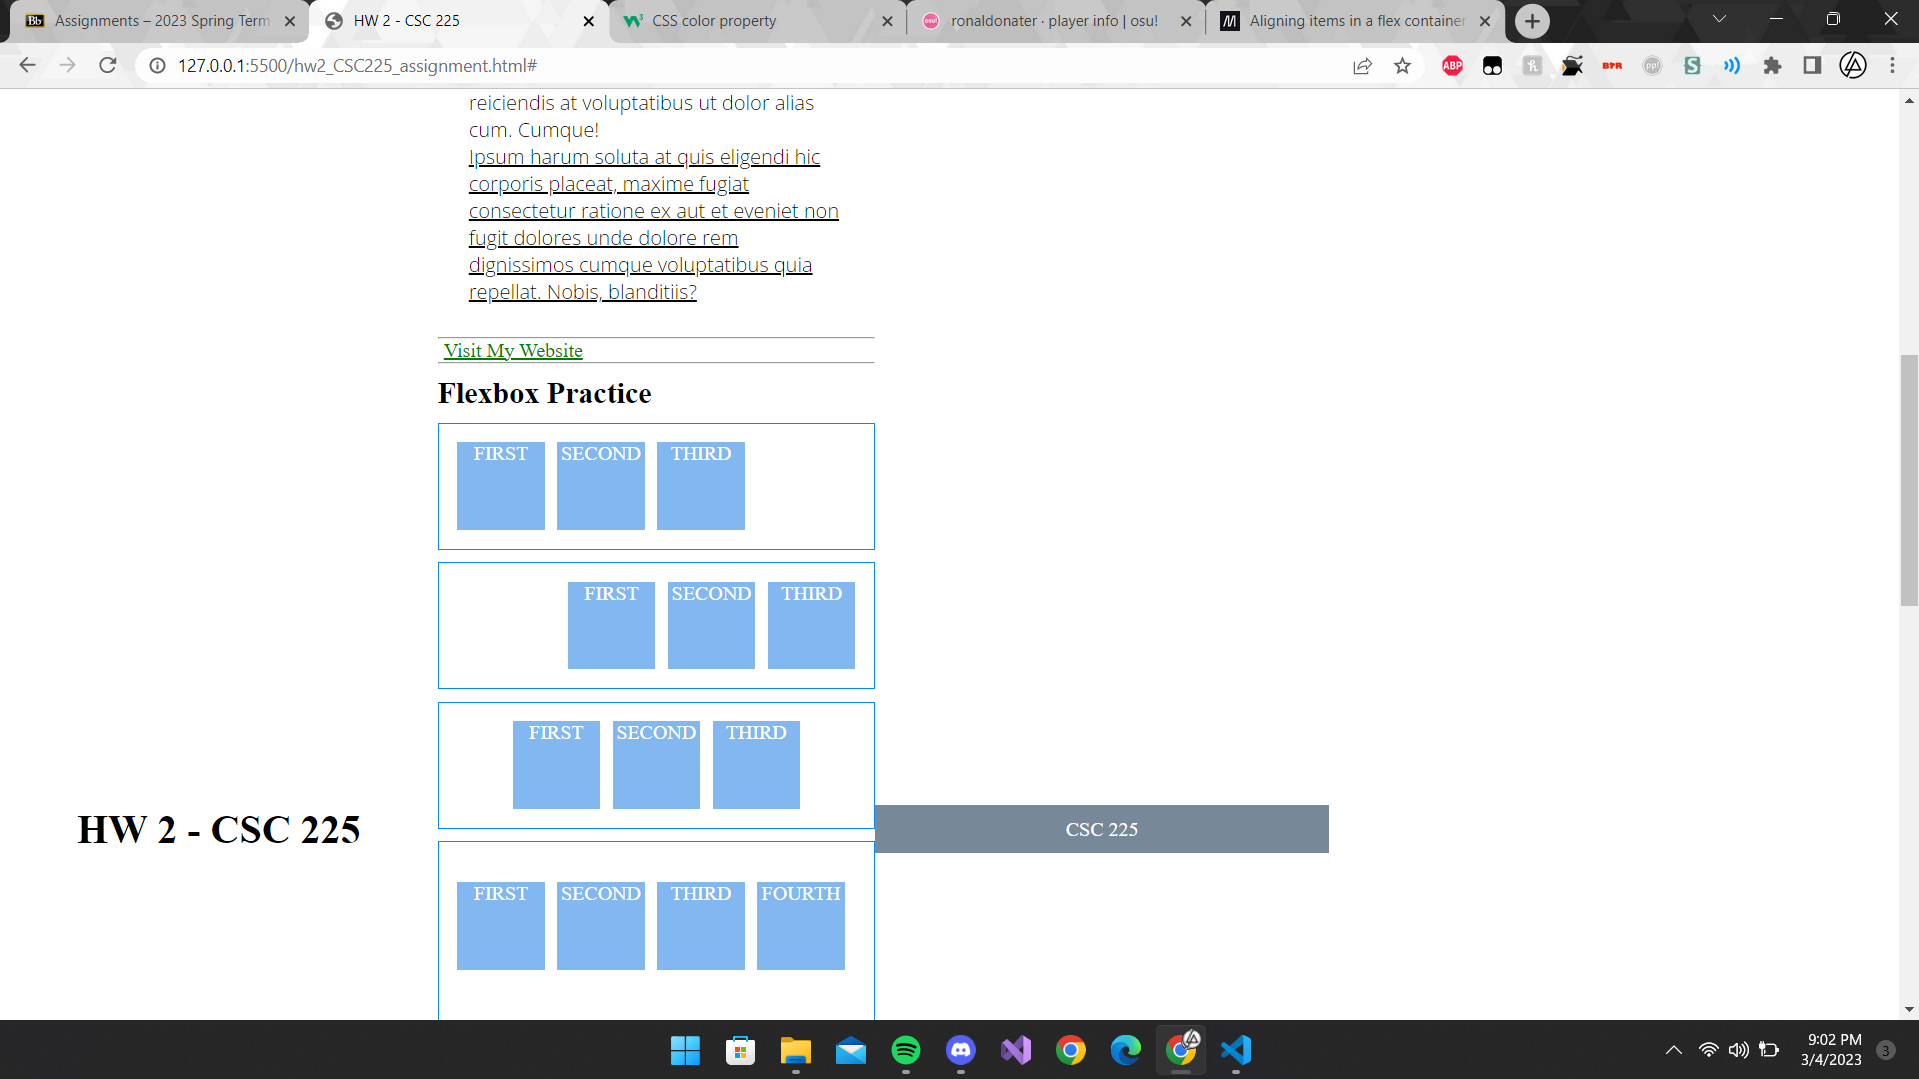 Assignments – 2023 Spring Term
HW 2 - CSC 225
CSS color property
ronaldonater · player info | osu!
Aligning items in a flex container
127.0.0.1:5500/hw2_CSC225_assignment.html#
ABP
BTR
pp!
reiciendis at voluptatibus ut dolor alias
cum. Cumque!
Ipsum harum soluta at quis eligendi hic
corporis placeat, maxime fugiat
consectetur ratione ex aut et eveniet non
fugit dolores unde dolore rem
dignissimos cumque voluptatibus quia
repellat. Nobis, blanditiis?
Visit My Website
Flexbox Practice
FIRST SECOND THIRD
FIRST SECOND THIRD
FIRST SECOND THIRD
HW 2 - CSC 225
CSC 225
FIRST SECOND THIRD FOURTH
9:02 PM
3/4/2023
3